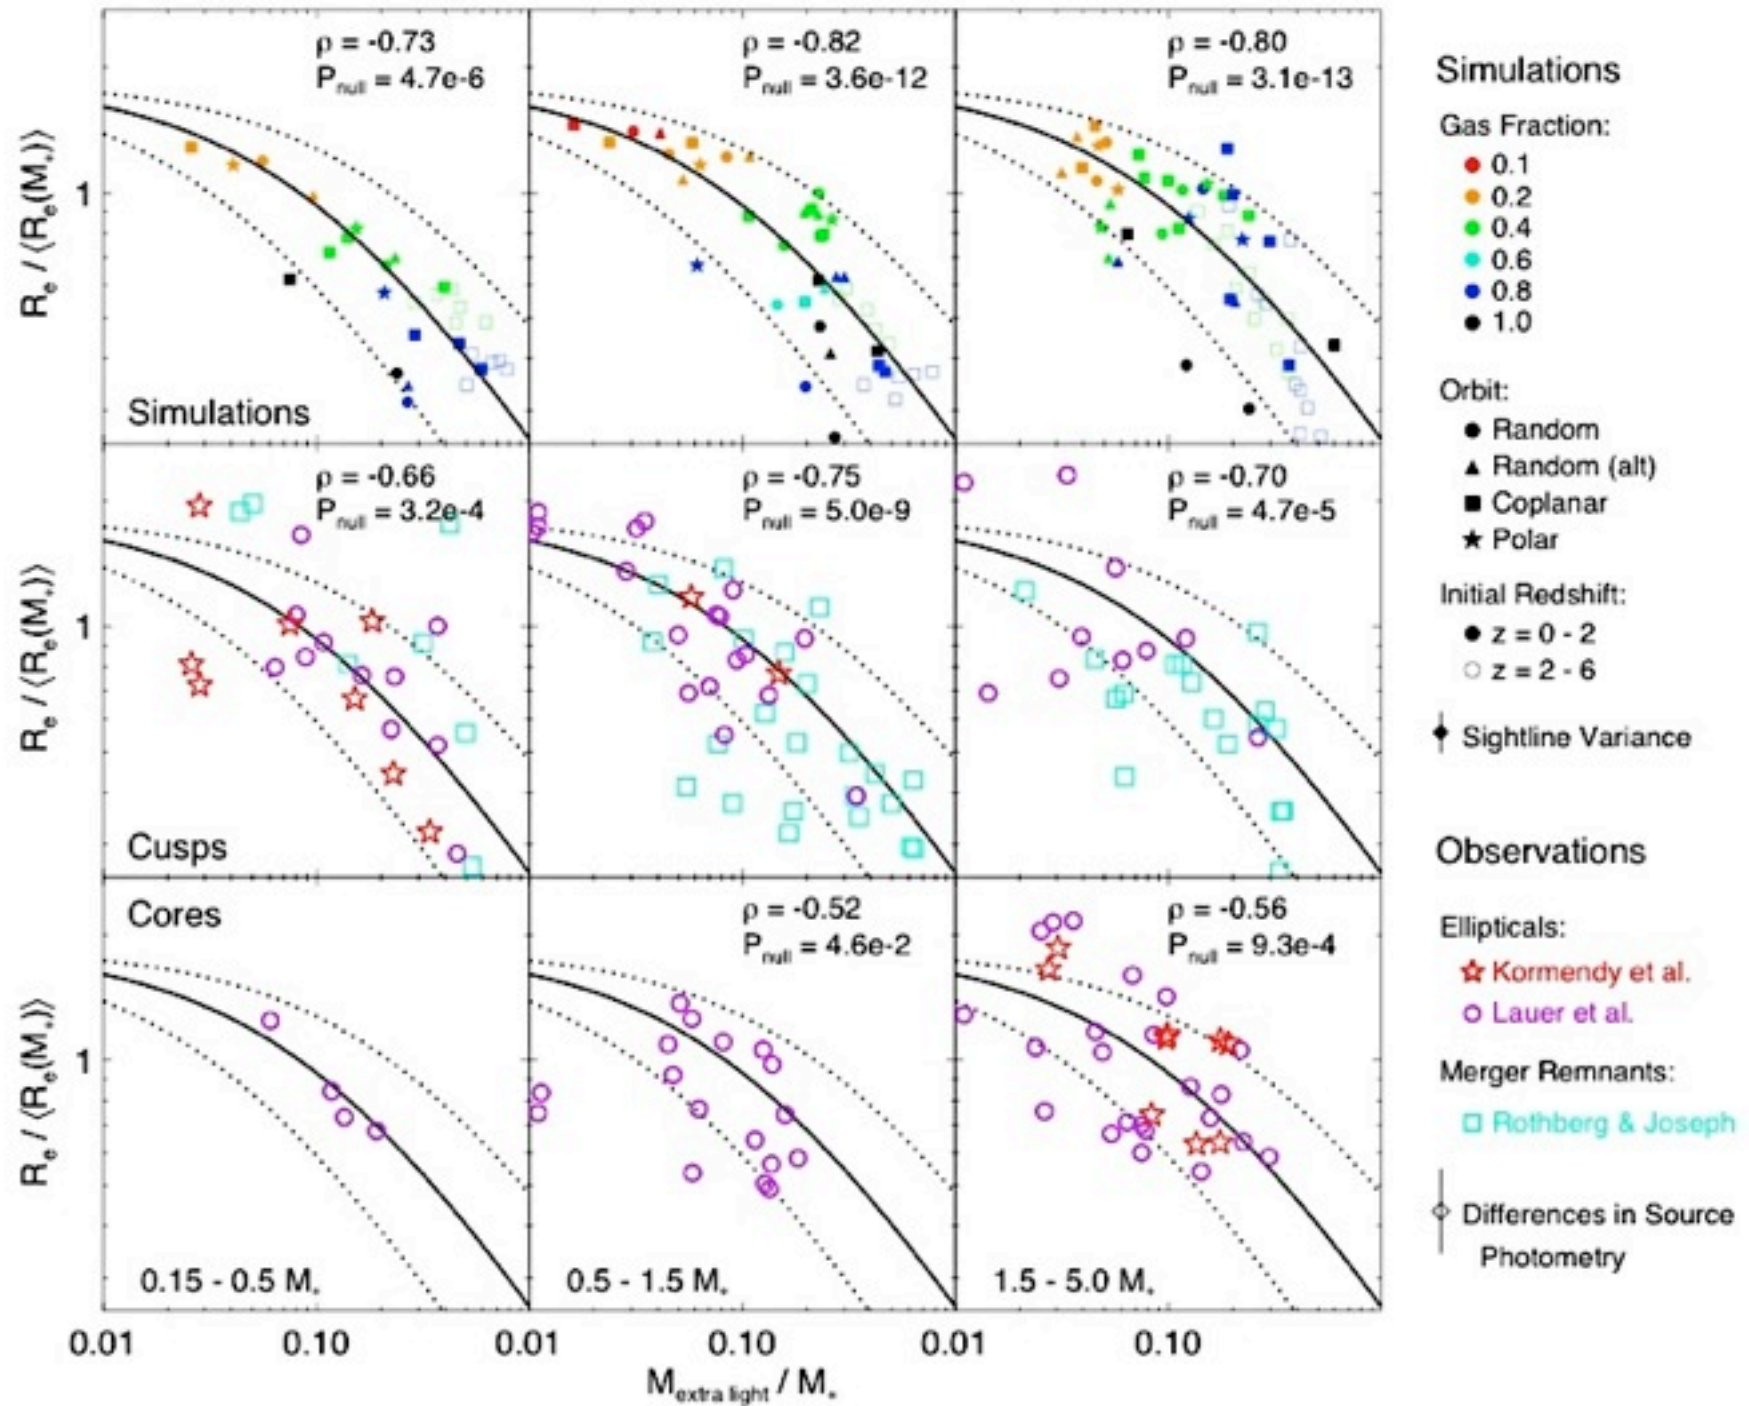 ρ = -0.73
P_null = 4.7e-6
ρ = -0.82
P_null = 3.6e-12
ρ = -0.80
P_null = 3.1e-13
R_e / ⟨R_e(M_*)⟩
1
Simulations
ρ = -0.66
P_null = 3.2e-4
ρ = -0.75
P_null = 5.0e-9
ρ = -0.70
P_null = 4.7e-5
R_e / ⟨R_e(M_*)⟩
1
Cusps
Cores
ρ = -0.52
P_null = 4.6e-2
ρ = -0.56
P_null = 9.3e-4
R_e / ⟨R_e(M_*)⟩
1
0.15 - 0.5 M_*
0.5 - 1.5 M_*
1.5 - 5.0 M_*
0.01 0.10 0.01 0.10 0.01 0.10
M_extra light / M_*
Simulations
Gas Fraction:
0.1
0.2
0.4
0.6
0.8
1.0
Orbit:
Random
Random (alt)
Coplanar
Polar
Initial Redshift:
z = 0 - 2
z = 2 - 6
Sightline Variance
Observations
Ellipticals:
Kormendy et al.
Lauer et al.
Merger Remnants:
Rothberg & Joseph
Differences in Source
Photometry